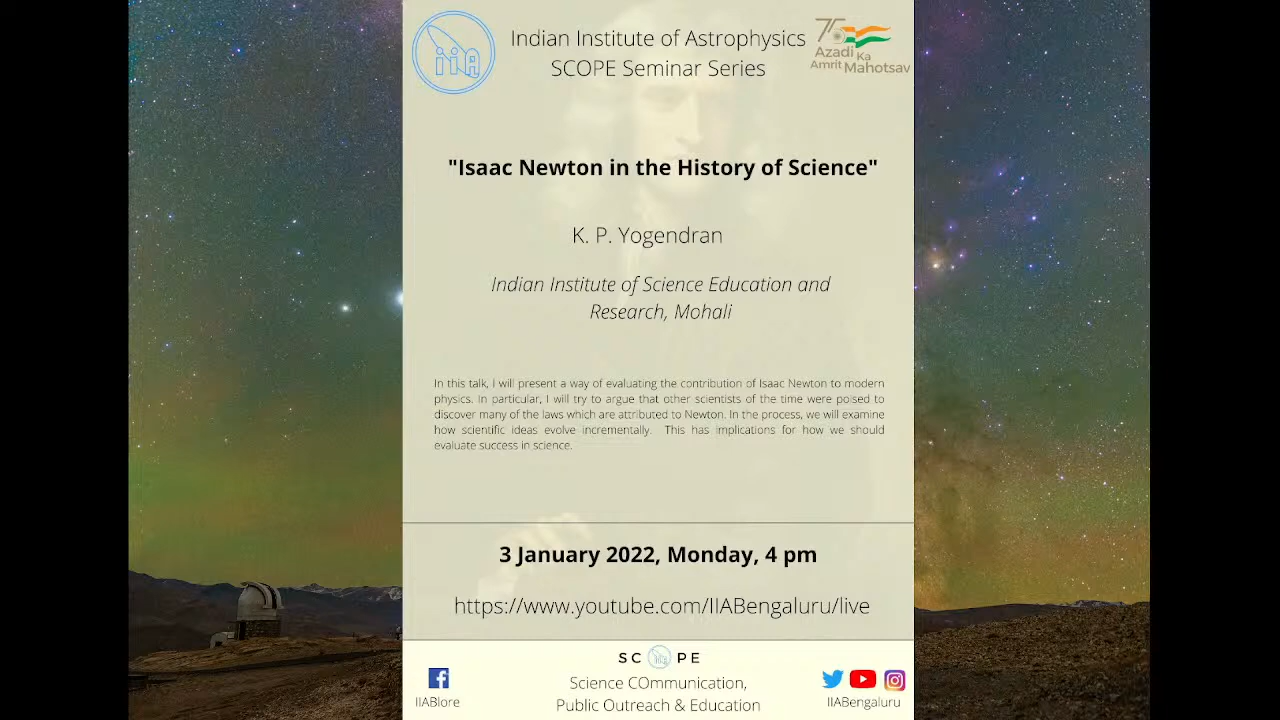 iiA
Indian Institute of Astrophysics
SCOPE Seminar Series
75
Azadi Ka
Amrit Mahotsav
"Isaac Newton in the History of Science"
K. P. Yogendran
Indian Institute of Science Education and
Research, Mohali
In this talk, I will present a way of evaluating the contribution of Isaac Newton to modern
physics. In particular, I will try to argue that other scientists of the time were poised to
discover many of the laws which are attributed to Newton. In the process, we will examine
how scientific ideas evolve incrementally. This has implications for how we should
evaluate success in science.
3 January 2022, Monday, 4 pm
https://www.youtube.com/IIABengaluru/live
SC PE
Science COmmunication,
Public Outreach & Education
IIABlore
IIABengaluru